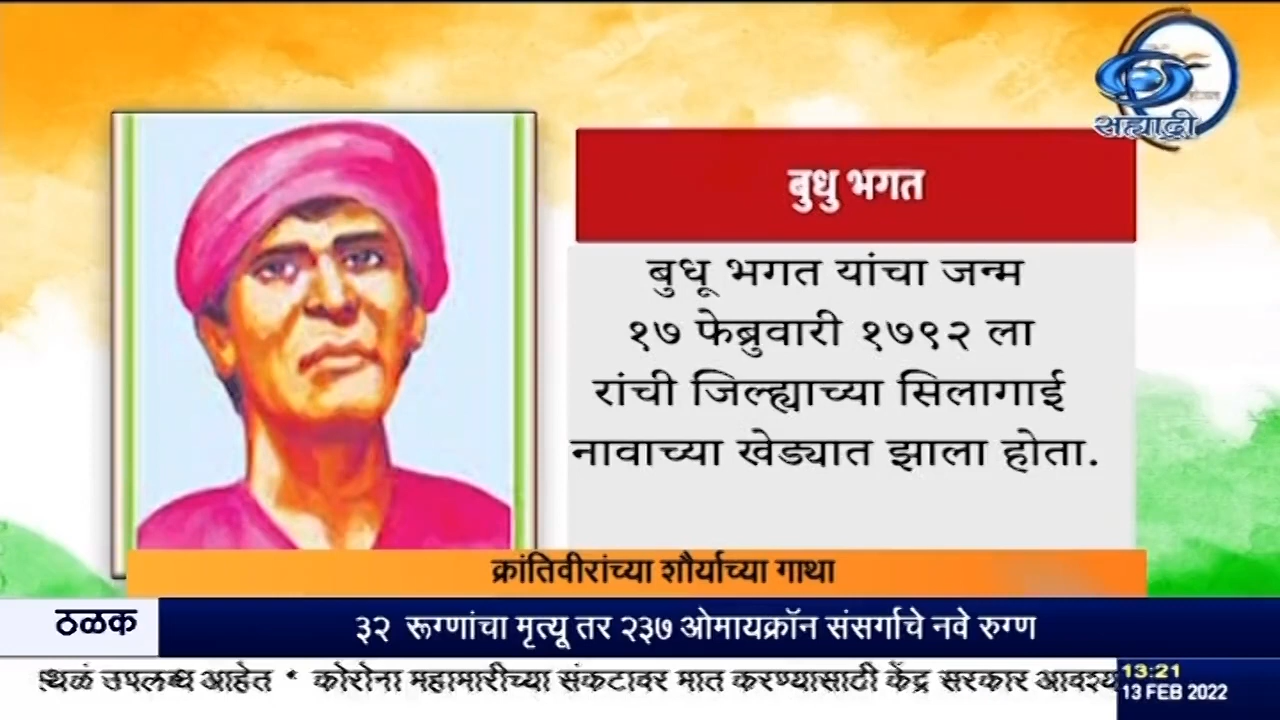 सह्याद्री
बुधु भगत
बुधू भगत यांचा जन्म
१७ फेब्रुवारी १७९२ ला
रांची जिल्ह्याच्या सिलागाई
नावाच्या खेड्यात झाला होता.
क्रांतिवीरांच्या शौर्याच्या गाथा
ठळक
३२ रूग्णांचा मृत्यू तर २३७ ओमायक्रॉन संसर्गाचे नवे रुग्ण
उपलब्ध आहेत * कोरोना महामारीच्या संकटावर मात करण्यासाठी केंद्र सरकार
13:21
13 FEB 2022